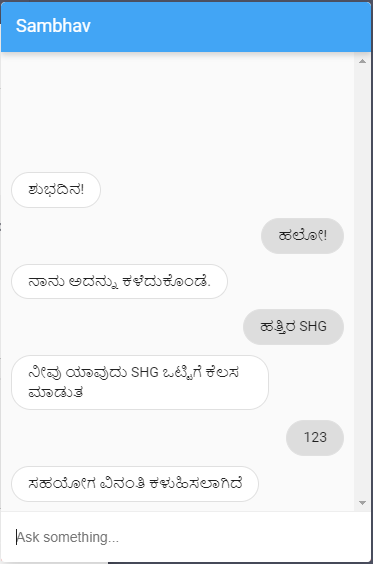 Sambhav
ಶುಭದಿನ!
ಹಲೋ!
ನಾನು ಅದನ್ನು ಕಳೆದುಕೊಂಡೆ.
ಹತ್ತಿರ SHG
ನೀವು ಯಾವುದು SHG ಒಟ್ಟಿಗೆ ಕೆಲಸ
ಮಾಡುತ
123
ಸಹಯೋಗ ವಿನಂತಿ ಕಳುಹಿಸಲಾಗಿದೆ
Ask something...